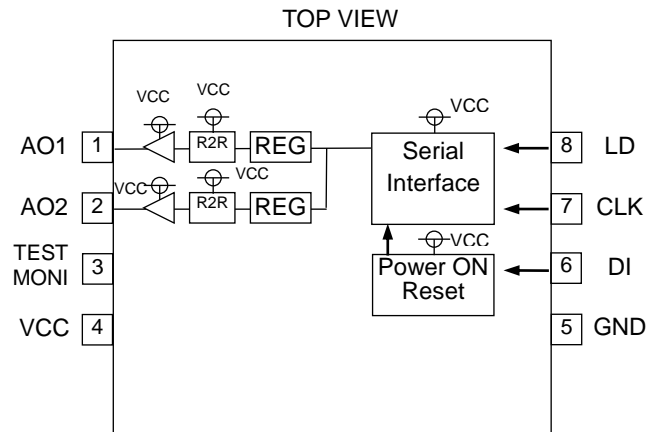 TOP VIEW
VCC
VCC
VCC
AO1
1
R2R
REG
Serial
Interface
8
LD
VCC
VCC
AO2
2
R2R
REG
7
CLK
TEST
MONI
3
VCC
Power ON
Reset
6
DI
VCC
4
5
GND